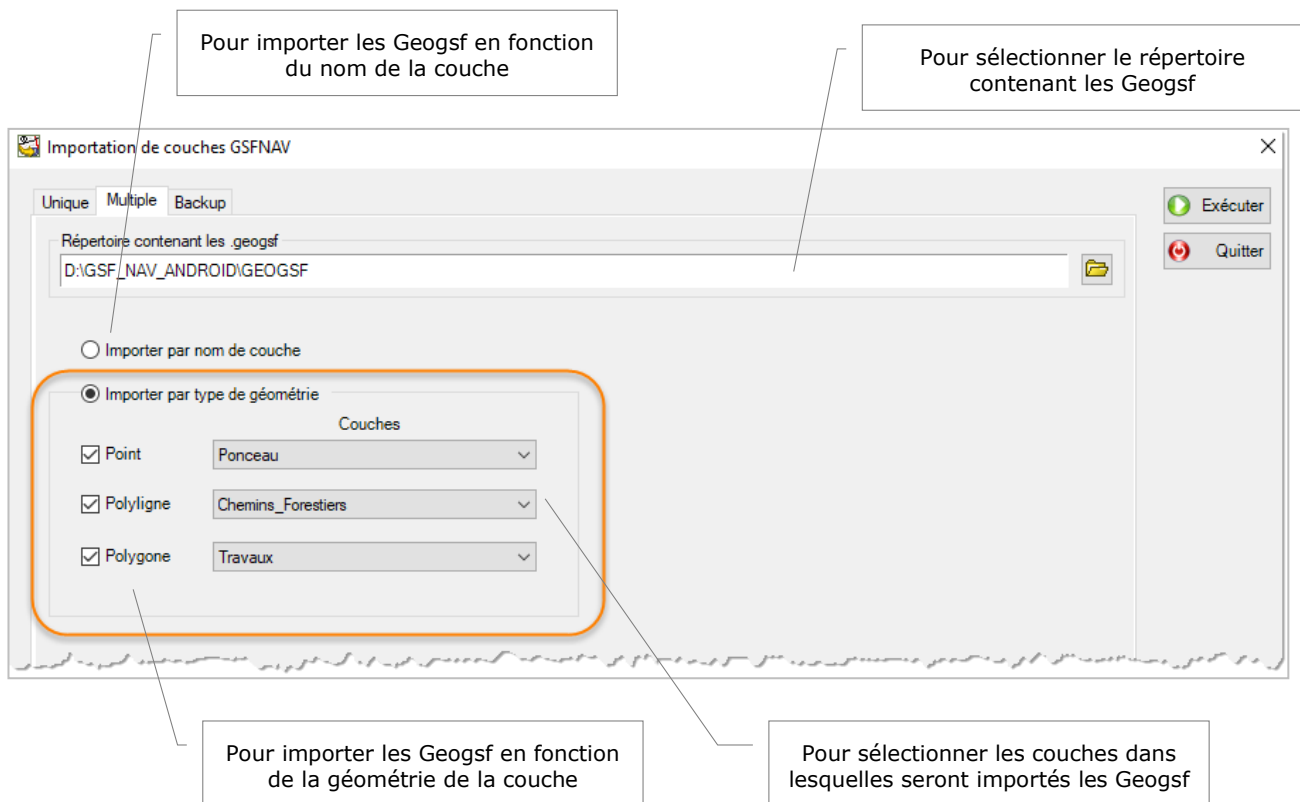 Pour importer les Geogsf en fonction
du nom de la couche
Pour sélectionner le répertoire
contenant les Geogsf
Importation de couches GSFNAV
Unique Multiple Backup
Exécuter
Quitter
Répertoire contenant les .geogsf
D:\GSF_NAV_ANDROID\GEOGSF
Importer par nom de couche
Importer par type de géométrie
Couches
Point Ponceau
Polyligne Chemins_Forestiers
Polygone Travaux
Pour importer les Geogsf en fonction
de la géométrie de la couche
Pour sélectionner les couches dans
lesquelles seront importés les Geogsf